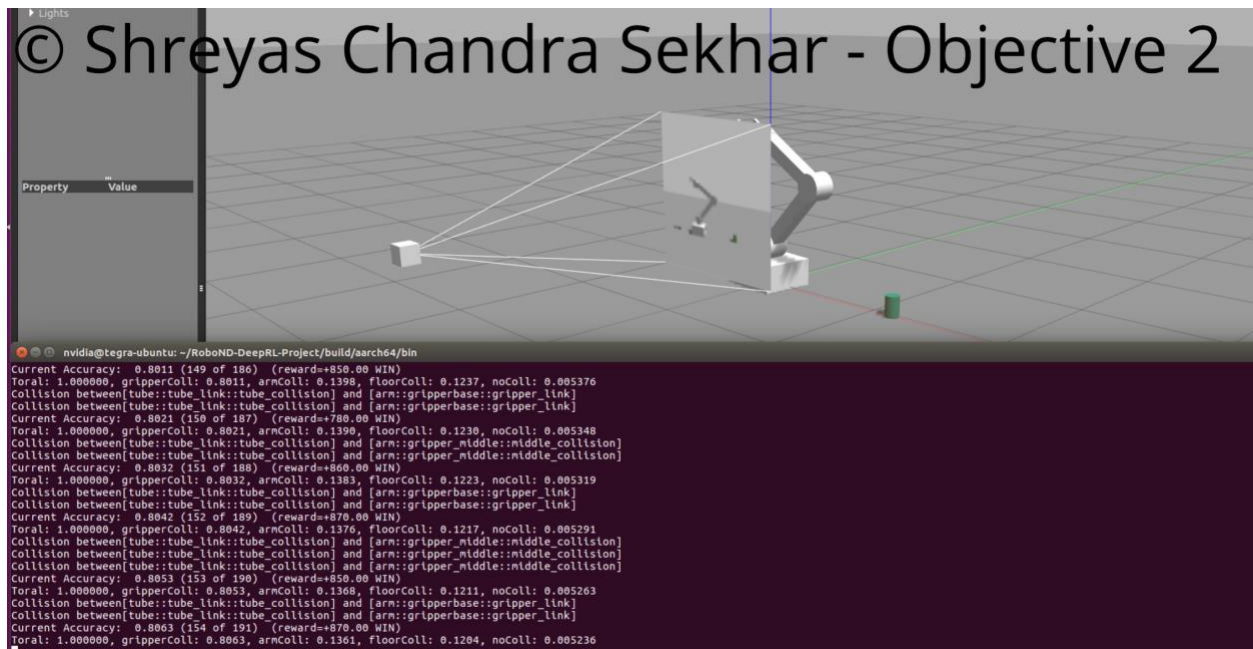 Lights
© Shreyas Chandra Sekhar - Objective 2
Property Value
nvidia@tegra-ubuntu: ~/RoboND-DeepRL-Project/build/aarch64/bin
Current Accuracy:  0.8011 (149 of 186)  (reward=+850.00 WIN)
Toral: 1.000000, gripperColl: 0.8011, armColl: 0.1398, floorColl: 0.1237, noColl: 0.005376
Collision between[tube::tube_link::tube_collision] and [arm::gripperbase::gripper_link]
Collision between[tube::tube_link::tube_collision] and [arm::gripperbase::gripper_link]
Current Accuracy:  0.8021 (150 of 187)  (reward=+780.00 WIN)
Toral: 1.000000, gripperColl: 0.8021, armColl: 0.1390, floorColl: 0.1230, noColl: 0.005348
Collision between[tube::tube_link::tube_collision] and [arm::gripper_middle::middle_collision]
Collision between[tube::tube_link::tube_collision] and [arm::gripper_middle::middle_collision]
Current Accuracy:  0.8032 (151 of 188)  (reward=+860.00 WIN)
Toral: 1.000000, gripperColl: 0.8032, armColl: 0.1383, floorColl: 0.1223, noColl: 0.005319
Collision between[tube::tube_link::tube_collision] and [arm::gripperbase::gripper_link]
Collision between[tube::tube_link::tube_collision] and [arm::gripperbase::gripper_link]
Current Accuracy:  0.8042 (152 of 189)  (reward=+870.00 WIN)
Toral: 1.000000, gripperColl: 0.8042, armColl: 0.1376, floorColl: 0.1217, noColl: 0.005291
Collision between[tube::tube_link::tube_collision] and [arm::gripper_middle::middle_collision]
Collision between[tube::tube_link::tube_collision] and [arm::gripper_middle::middle_collision]
Collision between[tube::tube_link::tube_collision] and [arm::gripper_middle::middle_collision]
Current Accuracy:  0.8053 (153 of 190)  (reward=+850.00 WIN)
Toral: 1.000000, gripperColl: 0.8053, armColl: 0.1368, floorColl: 0.1211, noColl: 0.005263
Collision between[tube::tube_link::tube_collision] and [arm::gripperbase::gripper_link]
Collision between[tube::tube_link::tube_collision] and [arm::gripperbase::gripper_link]
Current Accuracy:  0.8063 (154 of 191)  (reward=+870.00 WIN)
Toral: 1.000000, gripperColl: 0.8063, armColl: 0.1361, floorColl: 0.1204, noColl: 0.005236